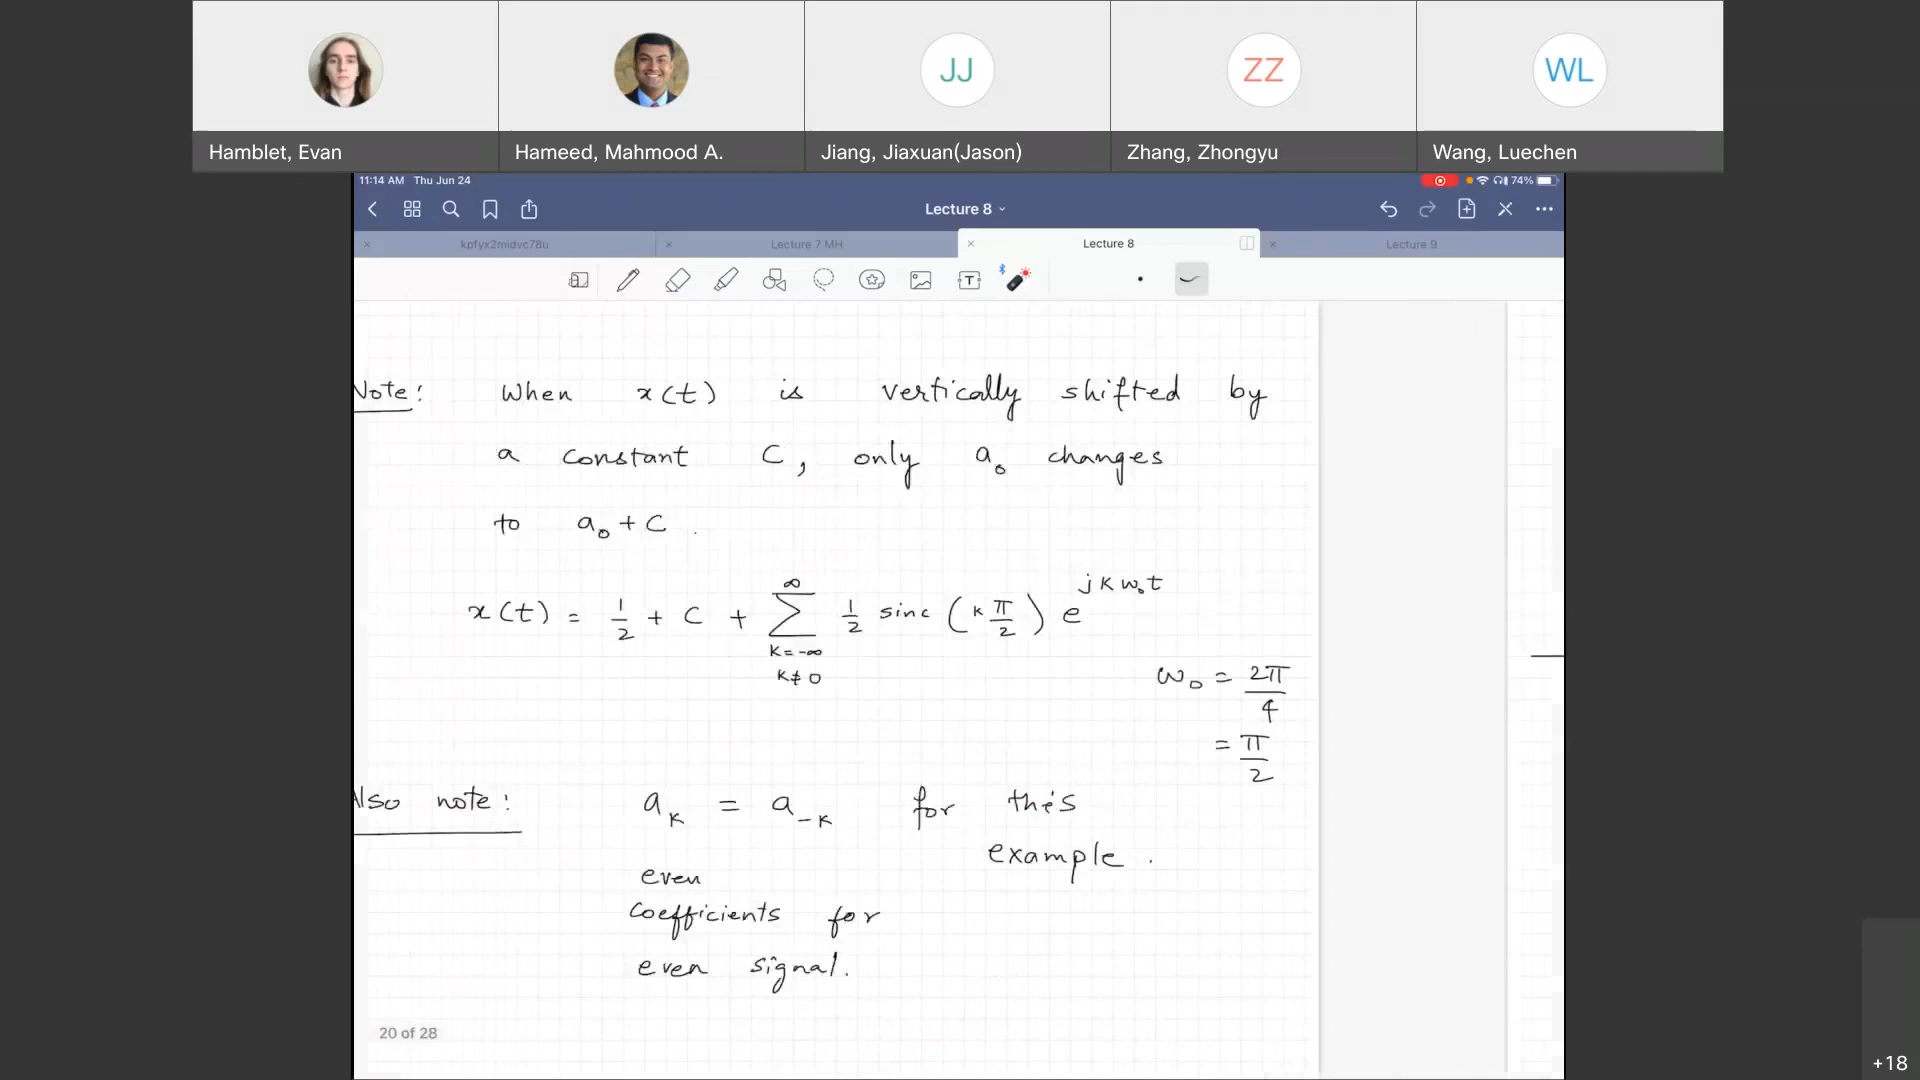 JJ
ZZ
WL
Hamblet, Evan
Hameed, Mahmood A.
Jiang, Jiaxuan(Jason)
Zhang, Zhongyu
Wang, Luechen
11:14 AM Thu Jun 24
74%
Lecture 8
kpfyx2midvc78u
Lecture 7 MH
Lecture 8
Lecture 9
Note: When x(t) is vertically shifted by
a constant C, only a₀ changes
to a₀ + C .
x(t) = 1/2 + C + ∑_{k=-∞, k≠0}^{∞} 1/2 sinc (k π/2) e^{jkω₀t}
ω₀ = 2π/4
= π/2
Also note: a_k = a_{-k} for this
example .
even
coefficients for
even signal.
20 of 28
+18